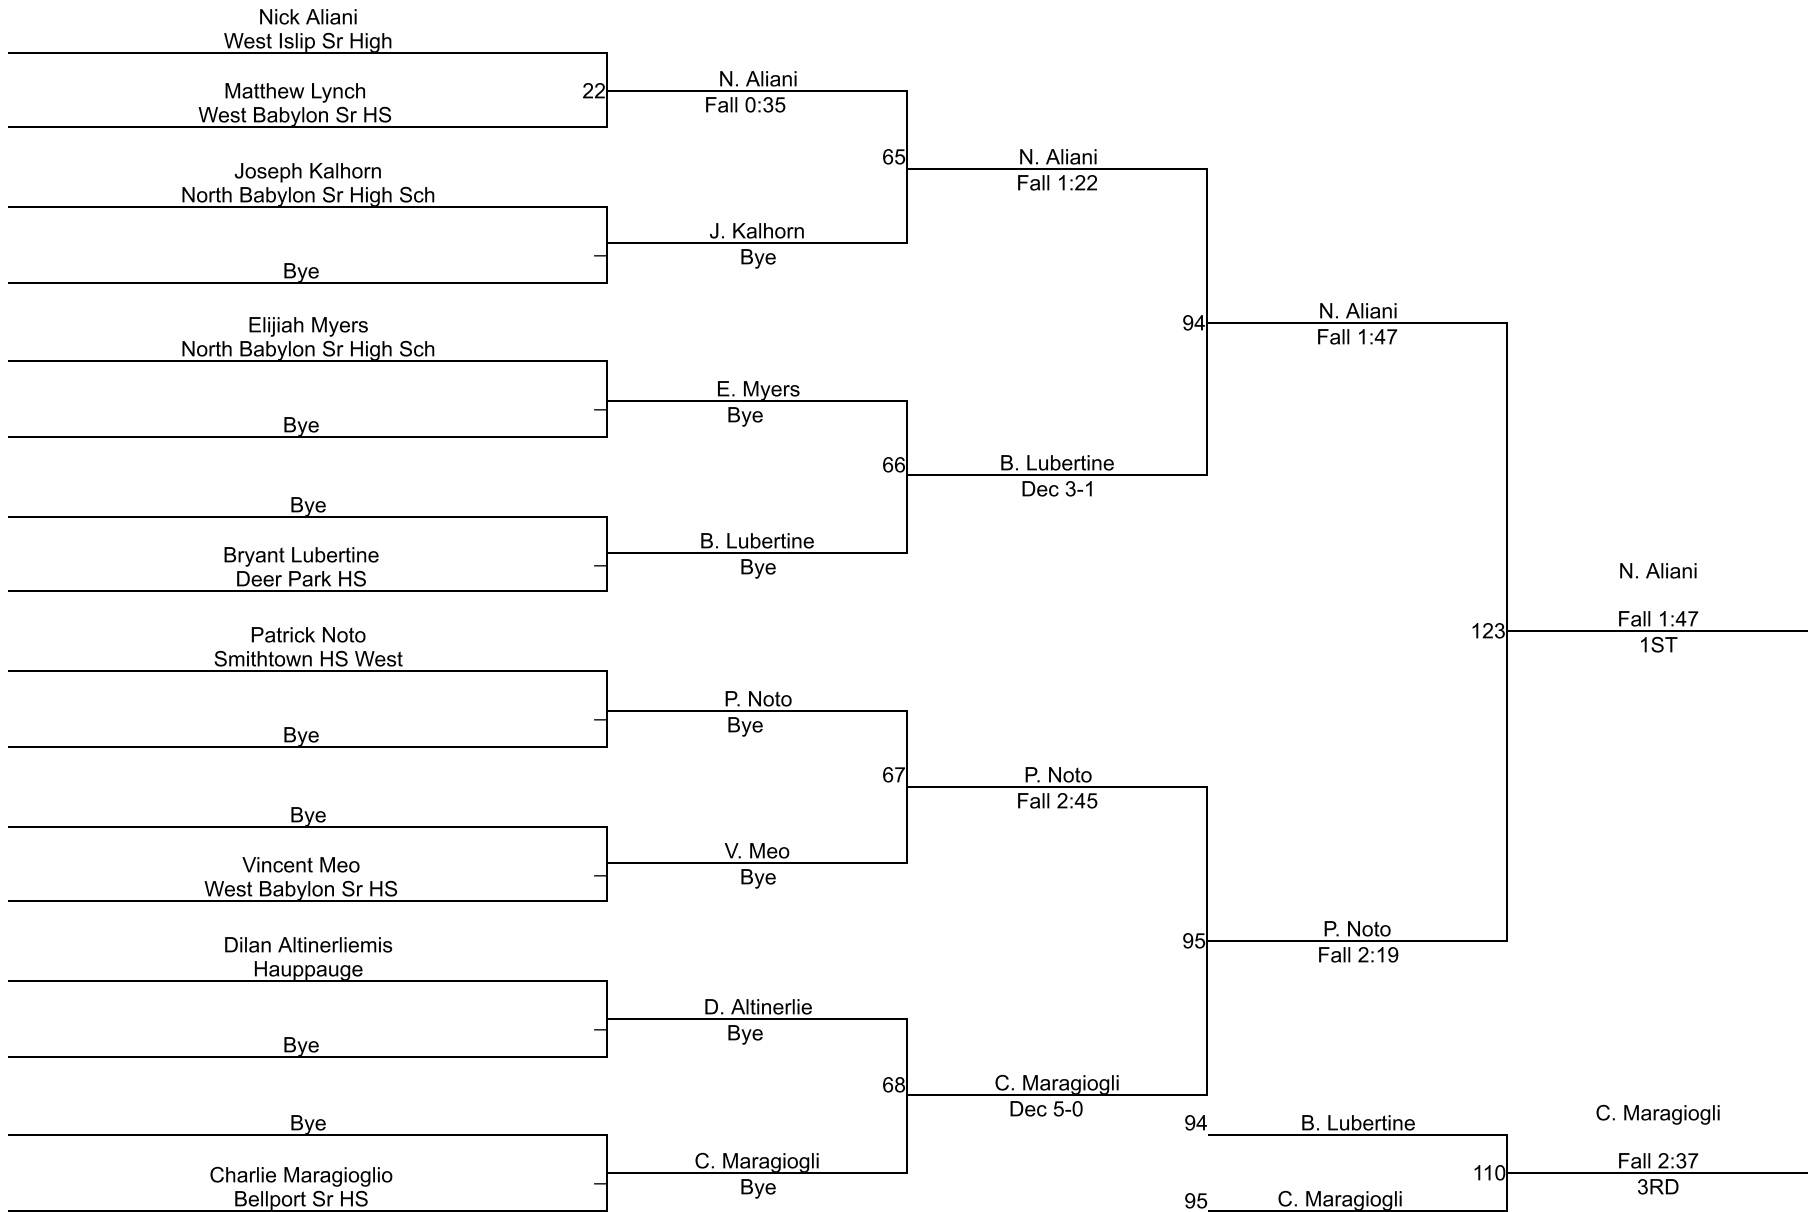 Nick Aliani
West Islip Sr High
Matthew Lynch
West Babylon Sr HS
Joseph Kalhorn
North Babylon Sr High Sch
Bye
Elijiah Myers
North Babylon Sr High Sch
Bye
Bye
Bryant Lubertine
Deer Park HS
Patrick Noto
Smithtown HS West
Bye
Bye
Vincent Meo
West Babylon Sr HS
Dilan Altinerliemis
Hauppauge
Bye
Bye
Charlie Maragioglio
Bellport Sr HS
22
N. Aliani
Fall 0:35
J. Kalhorn
Bye
E. Myers
Bye
B. Lubertine
Bye
P. Noto
Bye
V. Meo
Bye
D. Altinerlie
Bye
C. Maragiogli
Bye
65
N. Aliani
Fall 1:22
66
B. Lubertine
Dec 3-1
67
P. Noto
Fall 2:45
68
C. Maragiogli
Dec 5-0
94
N. Aliani
Fall 1:47
95
P. Noto
Fall 2:19
123
N. Aliani
Fall 1:47
1ST
94
B. Lubertine
95
C. Maragiogli
110
C. Maragiogli
Fall 2:37
3RD